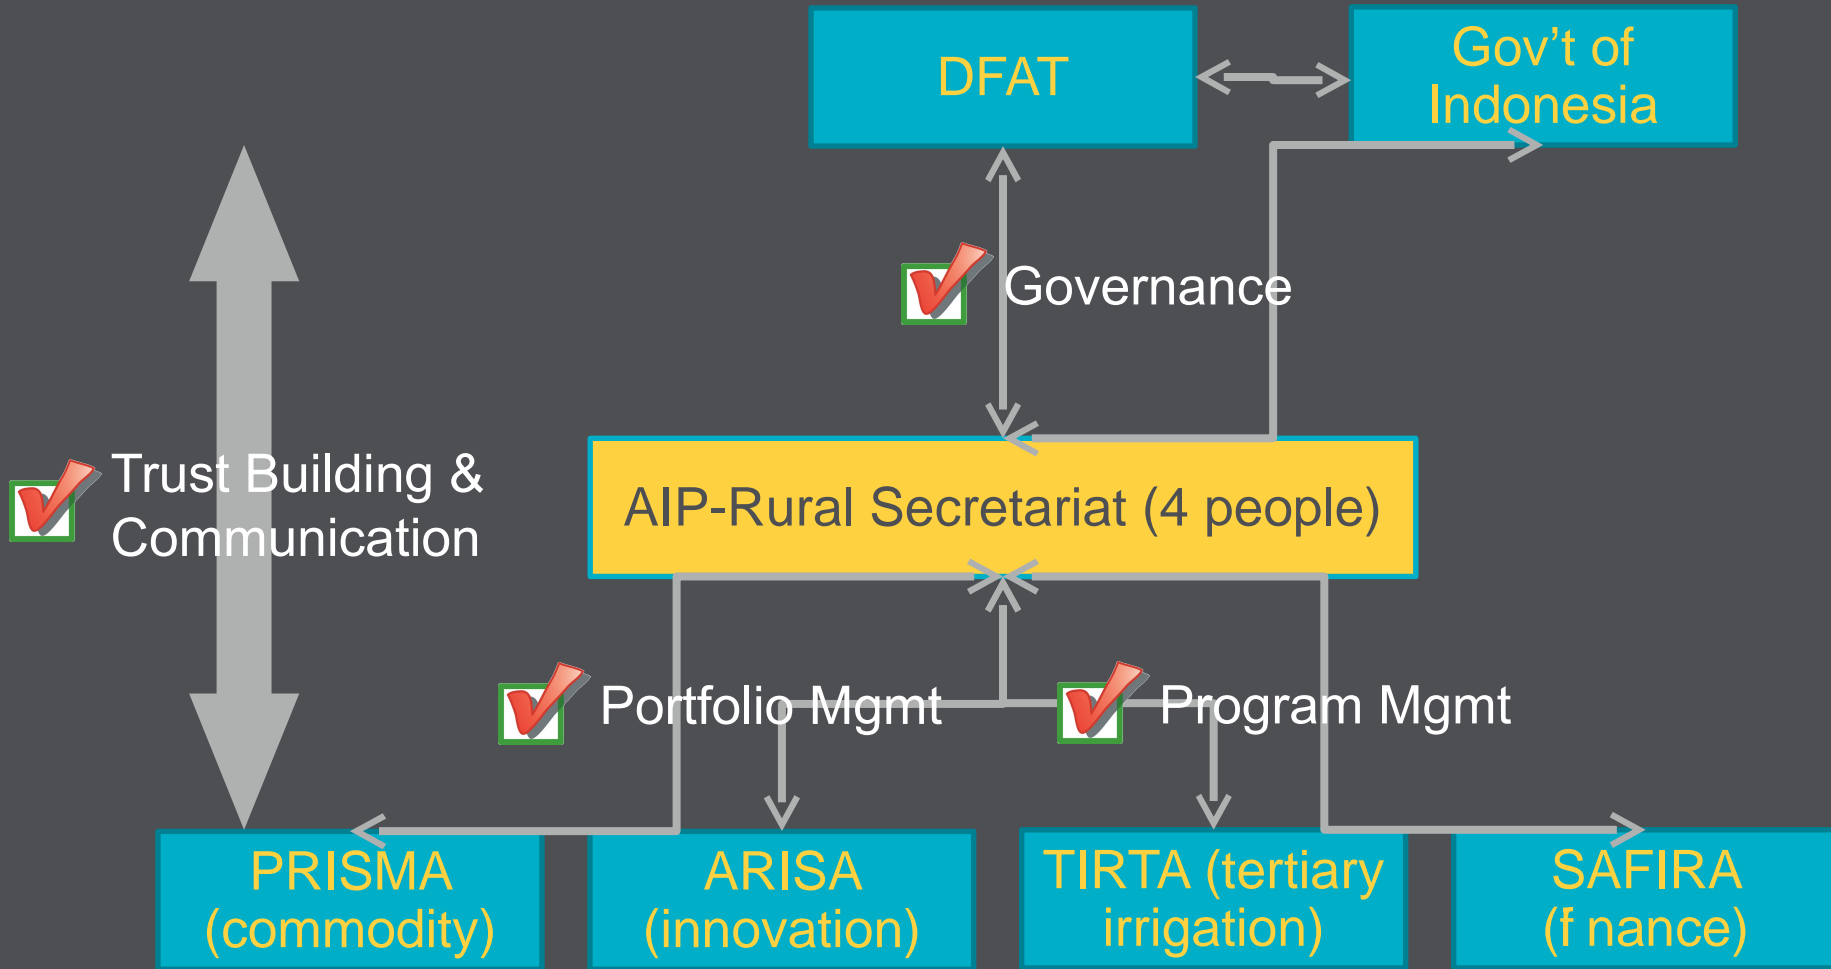 DFAT
Gov't of
Indonesia
Governance
Trust Building &
Communication
AIP-Rural Secretariat (4 people)
Portfolio Mgmt
Program Mgmt
PRISMA
(commodity)
ARISA
(innovation)
TIRTA (tertiary
irrigation)
SAFIRA
(f nance)